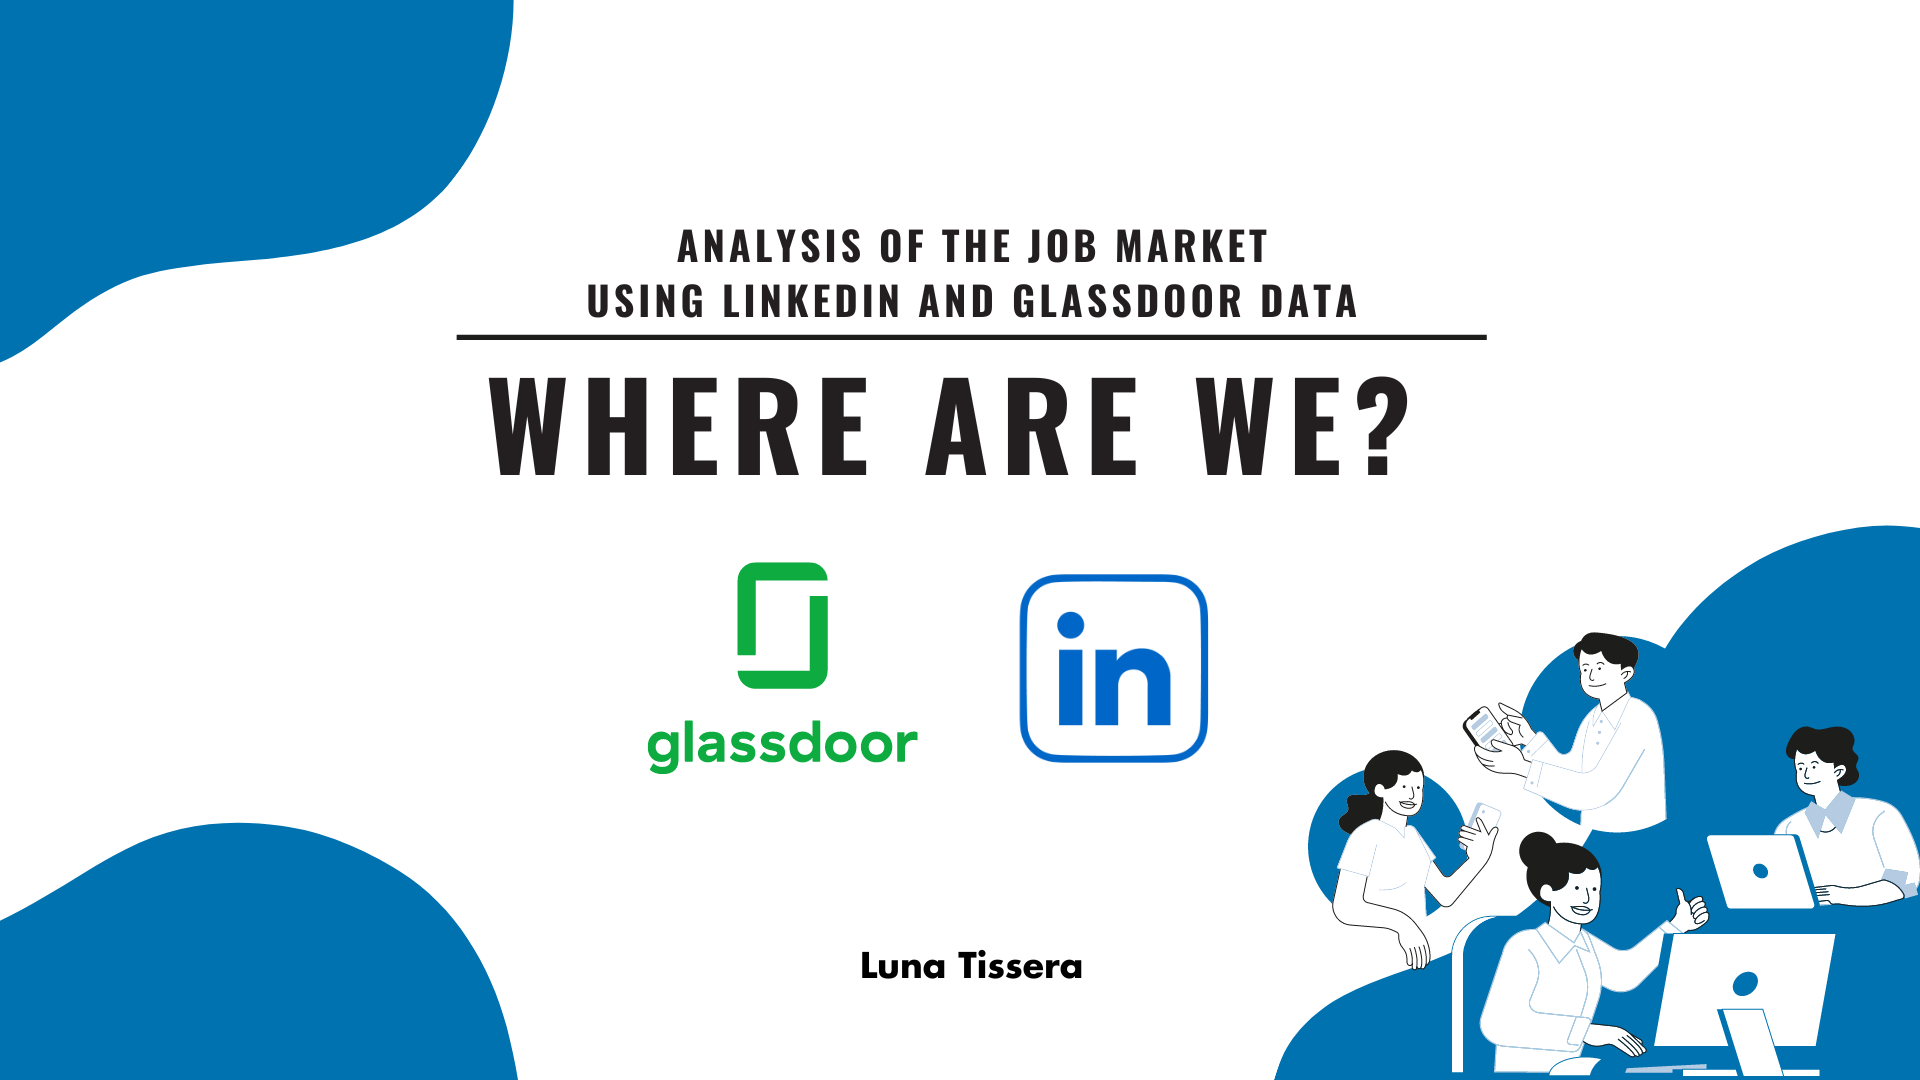 ANALYSIS OF THE JOB MARKET
USING LINKEDIN AND GLASSDOOR DATA
WHERE ARE WE?
glassdoor
in
Luna Tissera